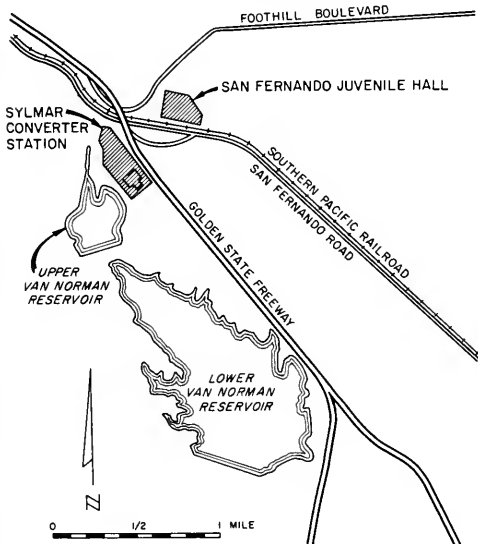 FOOTHILL BOULEVARD
SAN FERNANDO JUVENILE HALL
SYLMAR
CONVERTER
STATION
SOUTHERN PACIFIC RAILROAD
SAN FERNANDO ROAD
GOLDEN STATE FREEWAY
UPPER
VAN NORMAN
RESERVOIR
LOWER
VAN NORMAN
RESERVOIR
N
0 1/2 1 MILE